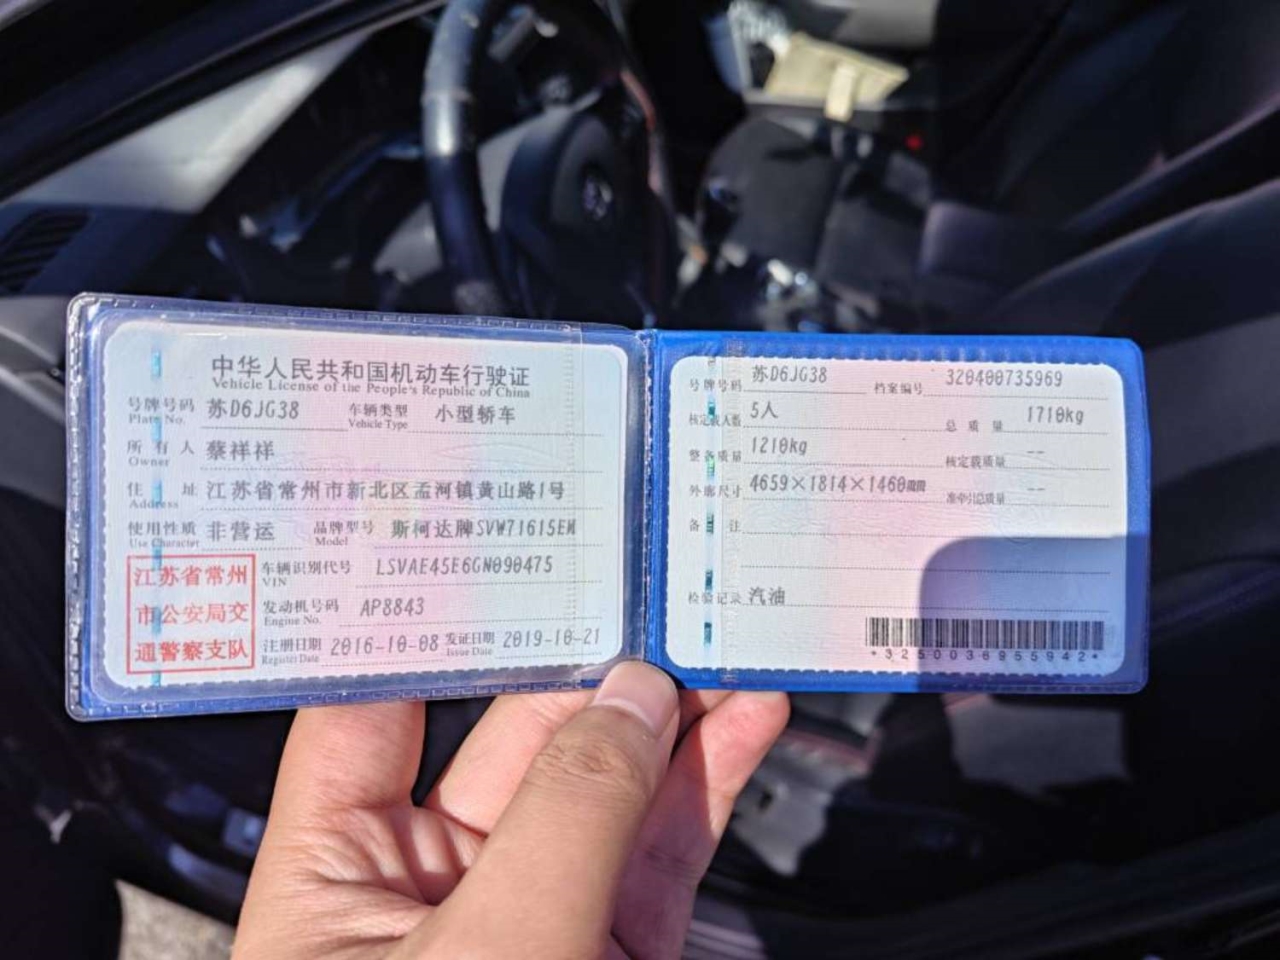 中华人民共和国机动车行驶证
Vehicle License of the People's Republic of China
号牌号码 苏D6JG38 车辆类型 小型轿车
Plate No. Vehicle Type
所有人 蔡祥祥
Owner
住址 江苏省常州市新北区孟河镇黄山路1号
Address
使用性质 非营运 品牌型号 斯柯达牌SVW71615EM
Use Character Model
江苏省常州
市公安局交
通警察支队
车辆识别代号 LSVAE45E6GN090475
VIN
发动机号码 AP8843
Engine No.
注册日期 2016-10-08 发证日期 2019-10-21
Register Date Issue Date
号牌号码 苏D6JG38 档案编号 320400735969
核定载人数 5人 总质量 1710kg
整备质量 1210kg 核定载质量 --
外廓尺寸 4659×1814×1460mm 准牵引总质量 --
备注
检验记录 汽油
*3250036955942*